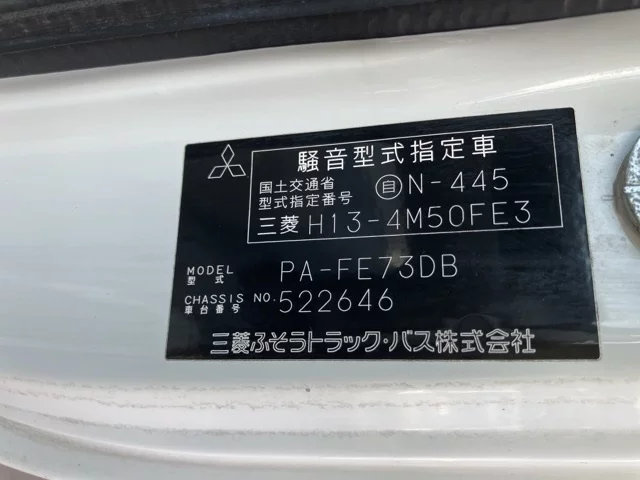 騒音型式指定車
国土交通省
型式指定番号 自N-445
三菱 H13-4M50FE3
MODEL PA-FE73DB
型式
CHASSIS NO. 522646
車台番号
三菱ふそうトラック・バス株式会社